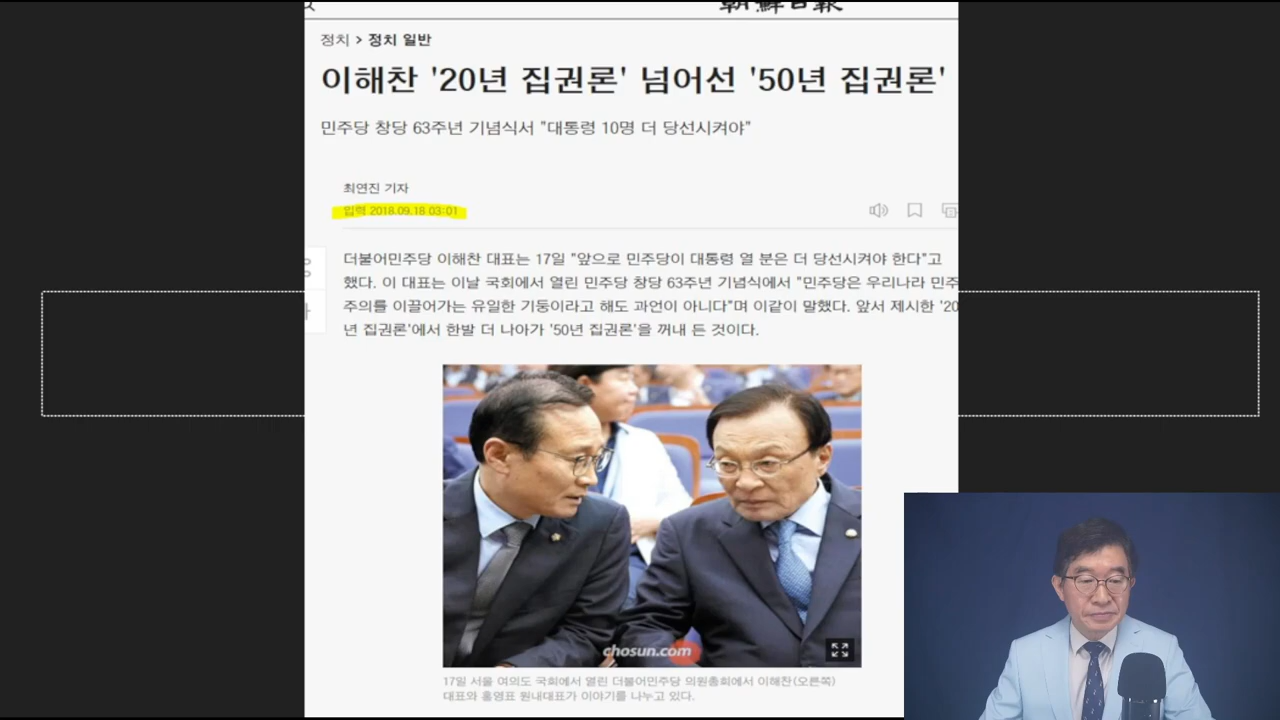 朝鮮日報
정치 > 정치 일반
이해찬 '20년 집권론' 넘어선 '50년 집권론'
민주당 창당 63주년 기념식서 "대통령 10명 더 당선시켜야"
최연진 기자
입력 2018.09.18 03:01
더불어민주당 이해찬 대표는 17일 "앞으로 민주당이 대통령 열 분은 더 당선시켜야 한다"고
했다. 이 대표는 이날 국회에서 열린 민주당 창당 63주년 기념식에서 "민주당은 우리나라 민주
주의를 이끌어가는 유일한 기둥이라고 해도 과언이 아니다"며 이같이 말했다. 앞서 제시한 '20
년 집권론'에서 한발 더 나아가 '50년 집권론'을 꺼내 든 것이다.
chosun.com
17일 서울 여의도 국회에서 열린 더불어민주당 의원총회에서 이해찬(오른쪽)
대표와 홍영표 원내대표가 이야기를 나누고 있다.